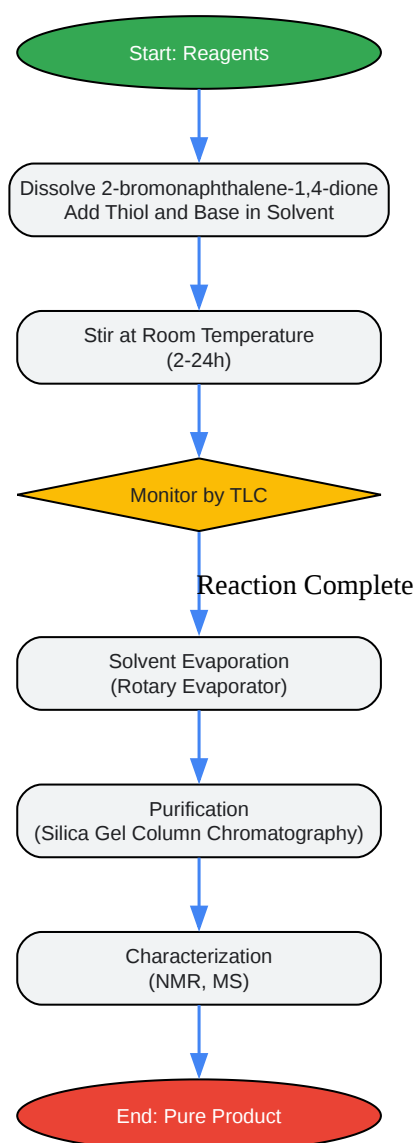 Start: Reagents
Dissolve 2-bromonaphthalene-1,4-dione
Add Thiol and Base in Solvent
Stir at Room Temperature
(2-24h)
Monitor by TLC
Reaction Complete
Solvent Evaporation
(Rotary Evaporator)
Purification
(Silica Gel Column Chromatography)
Characterization
(NMR, MS)
End: Pure Product